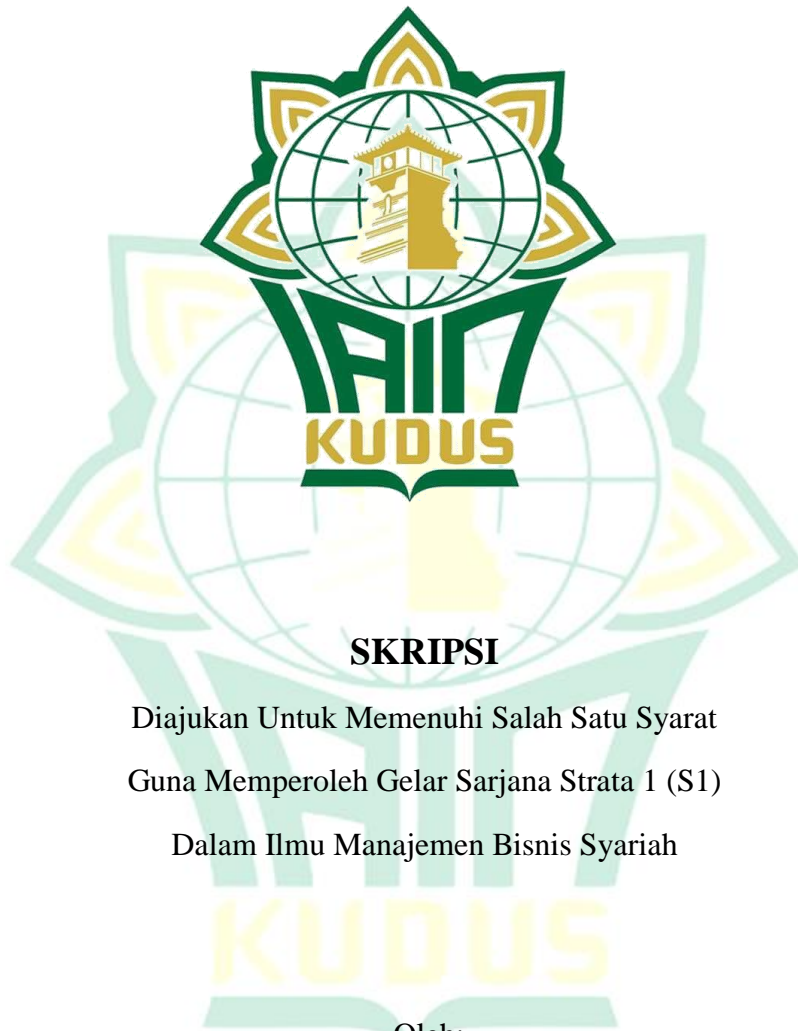 IAIN
KUDUS
SKRIPSI
Diajukan Untuk Memenuhi Salah Satu Syarat
Guna Memperoleh Gelar Sarjana Strata 1 (S1)
Dalam Ilmu Manajemen Bisnis Syariah
KUDUS
Oleh: